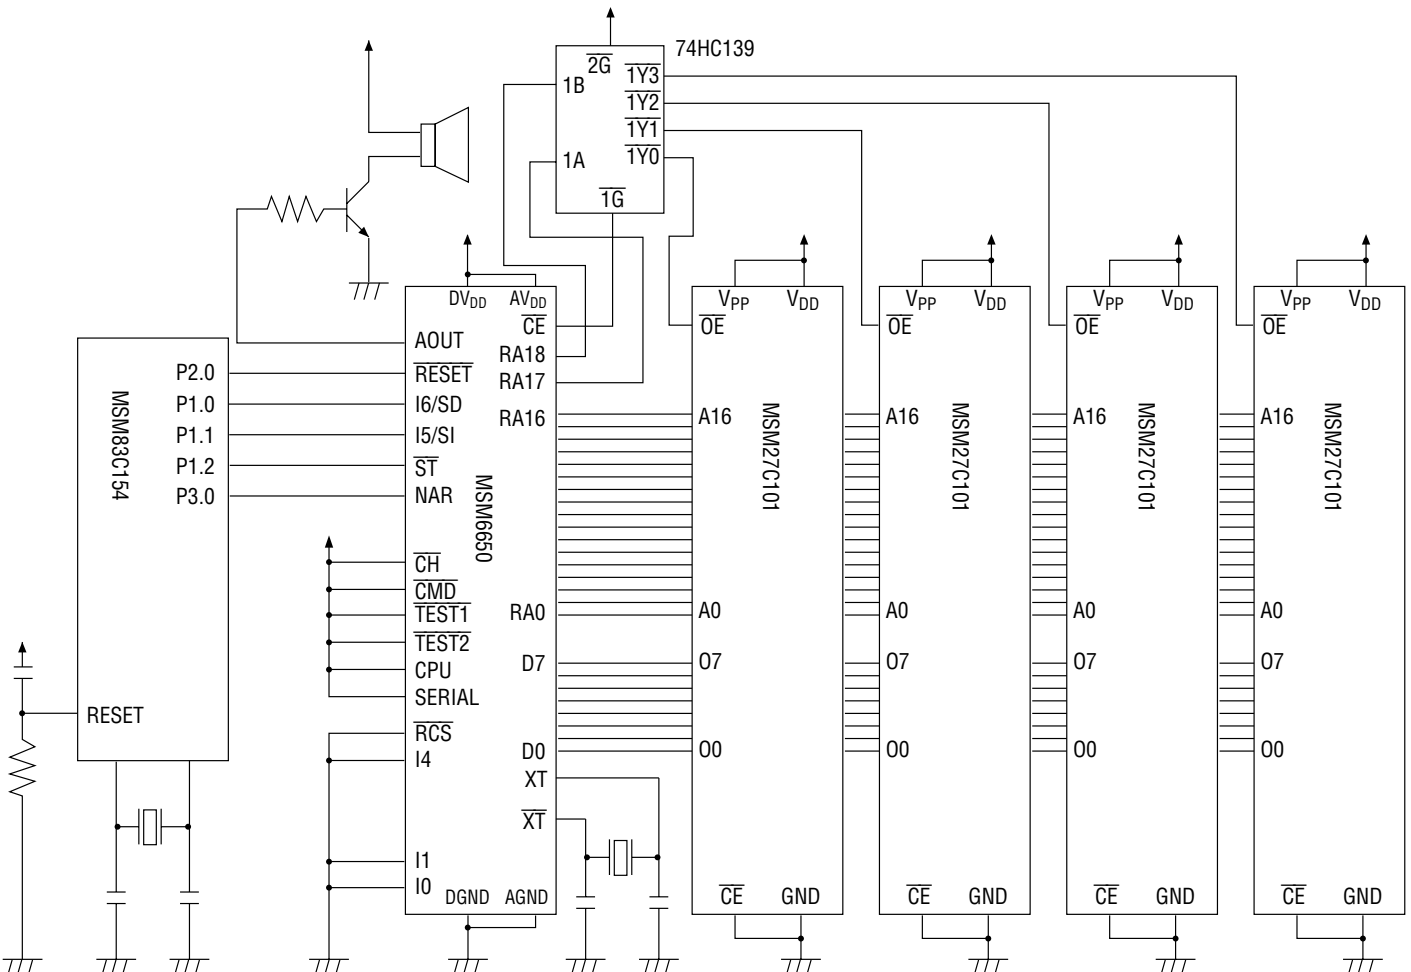 74HC139
2G
1B
1Y3
1Y2
1Y1
1A
1Y0
1G
MSM83C154
P2.0
P1.0
P1.1
P1.2
P3.0
RESET
MSM6650
DVDD
AVDD
AOUT
RESET
I6/SD
I5/SI
ST
NAR
CH
CMD
TEST1
TEST2
CPU
SERIAL
RCS
I4
I1
I0
CE
RA18
RA17
RA16
RA0
D7
D0
XT
XT
DGND
AGND
VPP
VDD
OE
A16
MSM27C101
A0
O7
O0
CE
GND
VPP
VDD
OE
A16
MSM27C101
A0
O7
O0
CE
GND
VPP
VDD
OE
A16
MSM27C101
A0
O7
O0
CE
GND
VPP
VDD
OE
A16
MSM27C101
A0
O7
O0
CE
GND